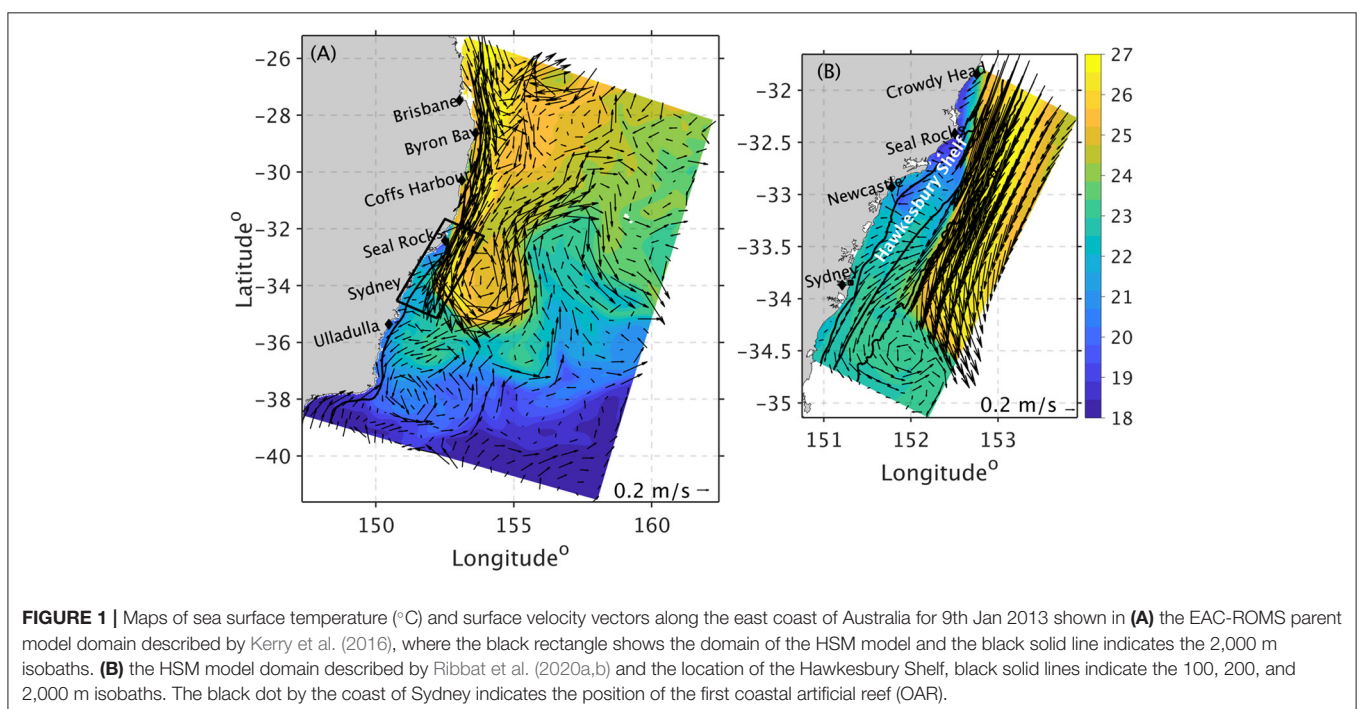 (A)
-26
-28
-30
-32
-34
-36
-38
-40
Latitude°
Brisbane
Byron Bay
Coffs Harbour
Seal Rocks
Sydney
Ulladulla
0.2 m/s
150 155 160
Longitude°
(B)
-32
-32.5
-33
-33.5
-34
-34.5
-35
Crowdy Head
Seal Rocks
Hawkesbury Shelf
Newcastle
Sydney
0.2 m/s
151 152 153
Longitude°
27
26
25
24
23
22
21
20
19
18
FIGURE 1 | Maps of sea surface temperature (°C) and surface velocity vectors along the east coast of Australia for 9th Jan 2013 shown in (A) the EAC-ROMS parent
model domain described by Kerry et al. (2016), where the black rectangle shows the domain of the HSM model and the black solid line indicates the 2,000 m
isobaths. (B) the HSM model domain described by Ribbat et al. (2020a,b) and the location of the Hawkesbury Shelf, black solid lines indicate the 100, 200, and
2,000 m isobaths. The black dot by the coast of Sydney indicates the position of the first coastal artificial reef (OAR).